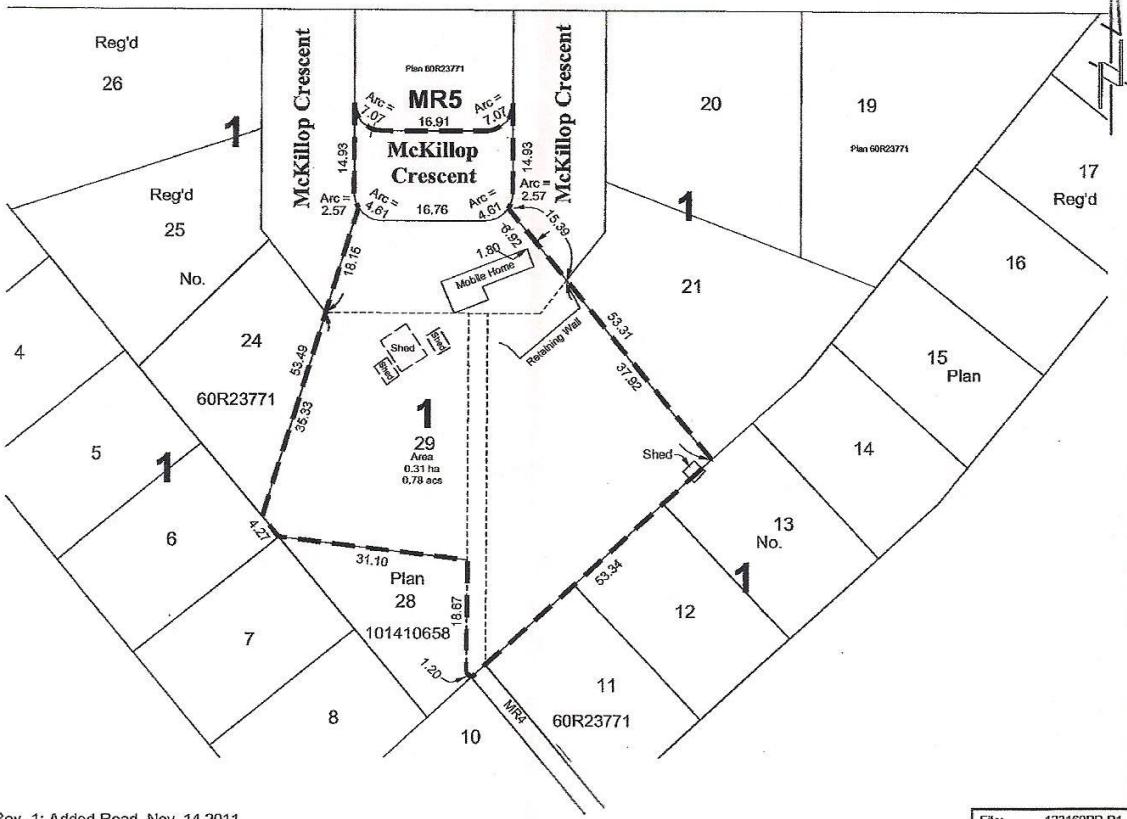 Reg'd
26
McKillop Crescent
Plan 60R23771
MR5
McKillop Crescent
20
19
Plan 60R23771
Arc =
7.07
16.91
Arc =
7.07
1
McKillop
Crescent
14.93
14.93
17
Reg'd
Reg'd
25
No.
Arc =
2.57
Arc =
4.61
16.76
4.61
Arc =
2.57
15.39
1
16
8.92
1.80
Mobile Home
18.15
21
24
60R23771
Shed
Shed
Shed
Retaining Wall
53.31
37.92
15
Plan
4
53.49
35.33
1
29
Area
0.31 ha
0.78 acs
14
5
1
Shed
13
No.
6
4.27
31.10
Plan
28
101410658
18.67
53.34
1
12
7
1.20
11
60R23771
8
10
MR4
Rev. 1: Added Road, Nov. 14 2011